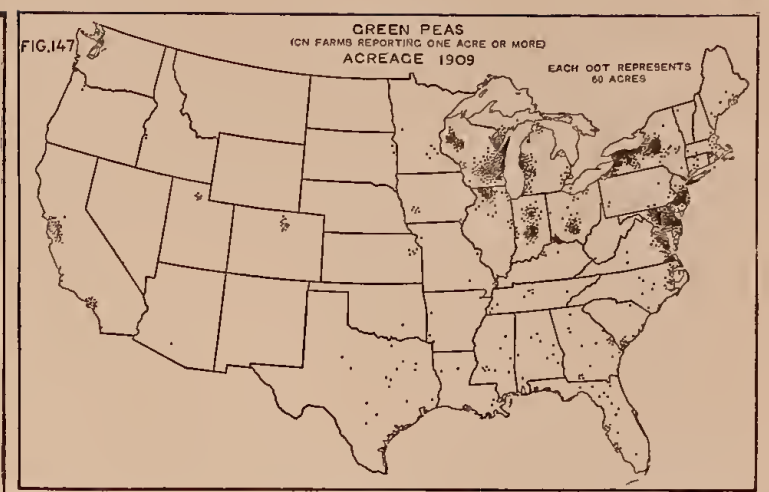 FIG.147
GREEN PEAS
(ON FARMS REPORTING ONE ACRE OR MORE)
ACREAGE 1909
EACH DOT REPRESENTS
60 ACRES